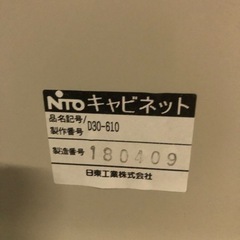 NiTO キャビネット
品名記号/
製作番号 D30-610
製造番号 180409
日東工業株式会社